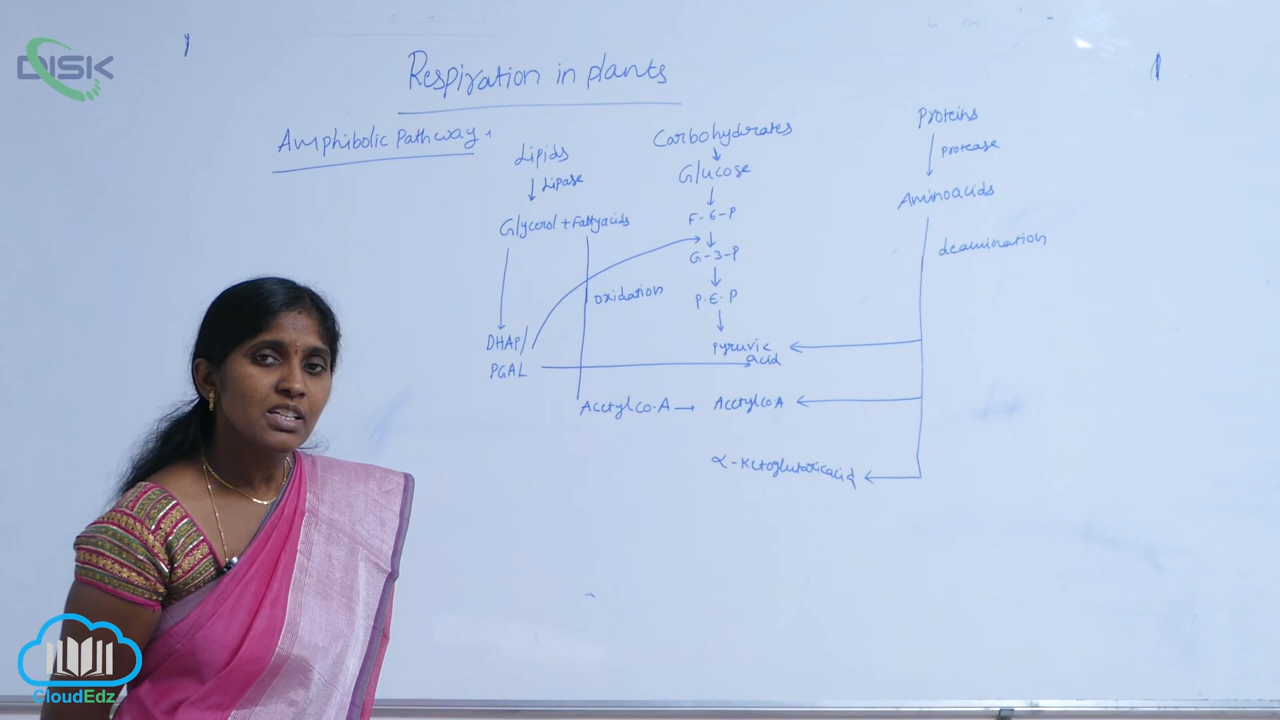 DISK
Respiration in plants
Amphibolic Pathway
Lipids
Lipase
Glycerol + Fattyacids
oxidation
DHAP/
PGAL
Acetylco.A
Carbohydrates
Glucose
F-6-P
G-3-P
P.E.P
Pyruvic
acid
AcetylcoA
α-Ketoglutaricacid
Proteins
Protease
Aminoacids
deamination
CloudEdz